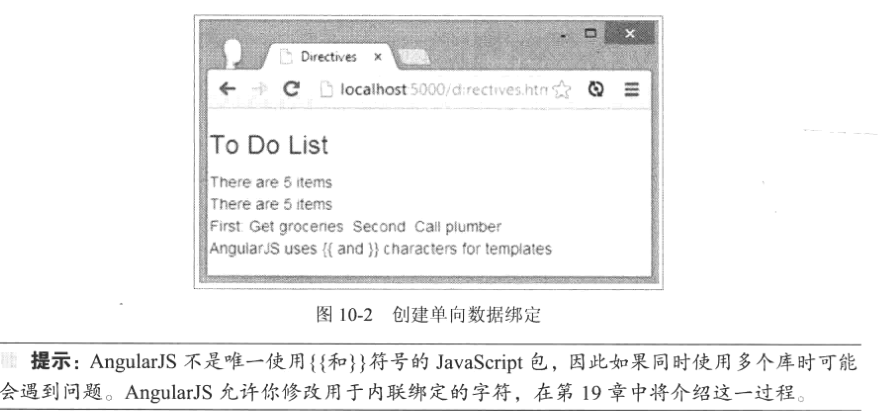 Directives ×
localhost:5000/directives.htm
To Do List
There are 5 items
There are 5 items
First: Get groceries Second: Call plumber
AngularJS uses {{ and }} characters for templates
图 10-2 创建单向数据绑定
提示：AngularJS 不是唯一使用{{和}}符号的 JavaScript 包，因此如果同时使用多个库时可能
会遇到问题。AngularJS 允许你修改用于内联绑定的字符，在第 19 章中将介绍这一过程。